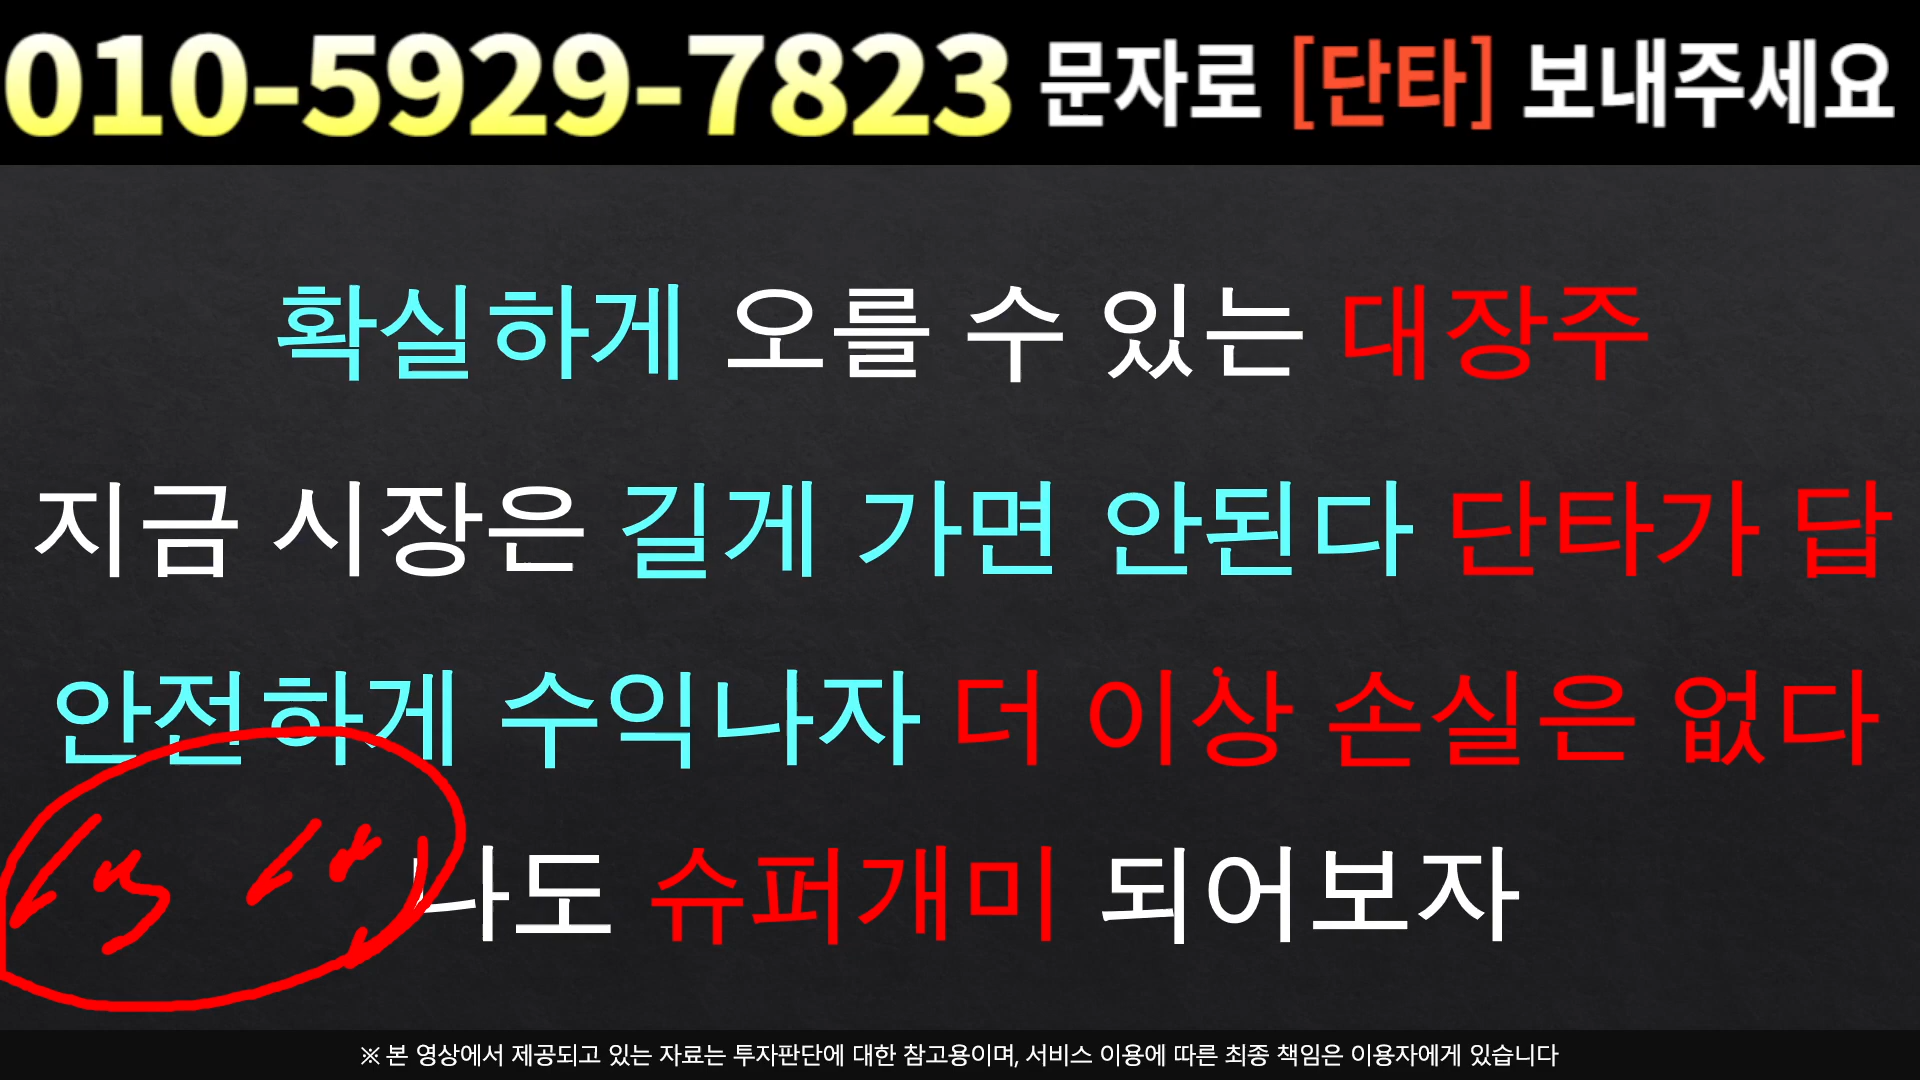 010-5929-7823 문자로 [단타] 보내주세요
확실하게 오를 수 있는 대장주
지금 시장은 길게 가면 안된다 단타가 답
안전하게 수익나자 더 이상 손실은 없다
나도 슈퍼개미 되어보자
※ 본 영상에서 제공되고 있는 자료는 투자판단에 대한 참고용이며, 서비스 이용에 따른 최종 책임은 이용자에게 있습니다